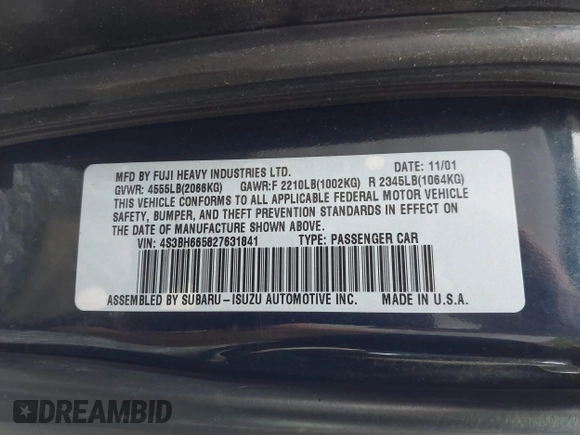 MFD BY FUJI HEAVY INDUSTRIES LTD. DATE: 11/01
GVWR: 4555LB(2066KG) GAWR:F 2210LB(1002KG) R 2345LB(1064KG)
THIS VEHICLE CONFORMS TO ALL APPLICABLE FEDERAL MOTOR VEHICLE
SAFETY, BUMPER, AND THEFT PREVENTION STANDARDS IN EFFECT ON
THE DATE OF MANUFACTURE SHOWN ABOVE.
VIN: 4S3BH665827631841 TYPE: PASSENGER CAR
ASSEMBLED BY SUBARU-ISUZU AUTOMOTIVE INC. MADE IN U.S.A.
DREAMBID